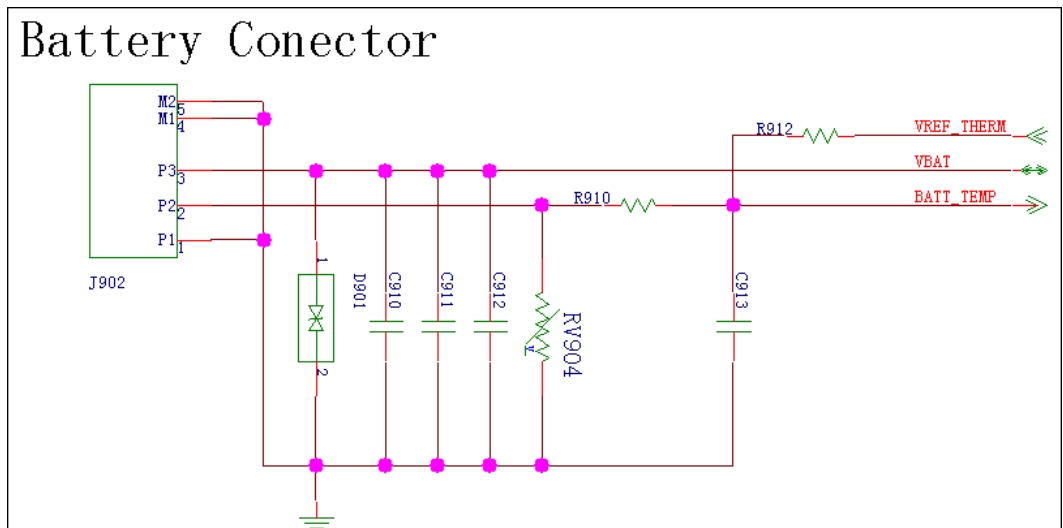 Battery Conector
M2
5
M1
4
P3
3
P2
2
P1
1
J902
R912
VREF_THERM
VBAT
R910
BATT_TEMP
1
2
D901
C910
C911
C912
RV904
C913